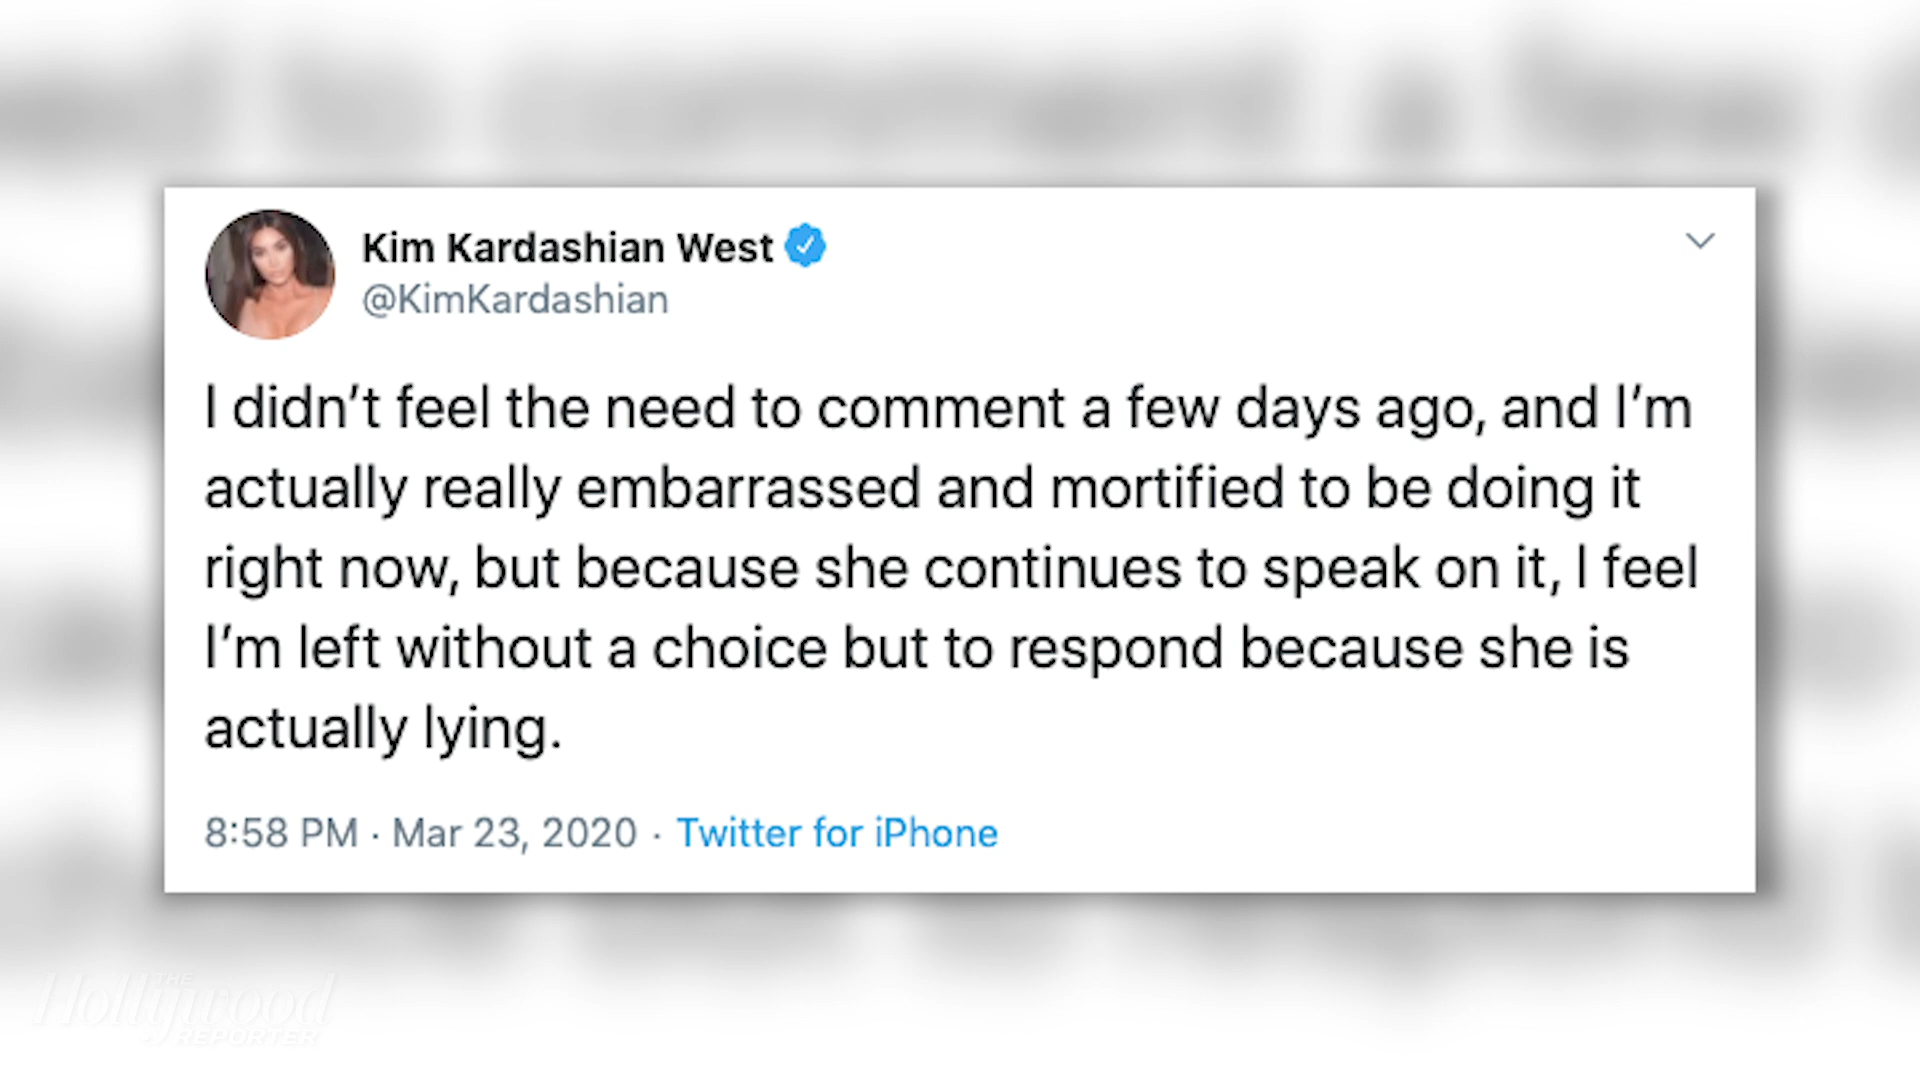 Kim Kardashian West
@KimKardashian
I didn’t feel the need to comment a few days ago, and I’m
actually really embarrassed and mortified to be doing it
right now, but because she continues to speak on it, I feel
I’m left without a choice but to respond because she is
actually lying.
8:58 PM · Mar 23, 2020 · Twitter for iPhone
THE
Hollywood
REPORTER